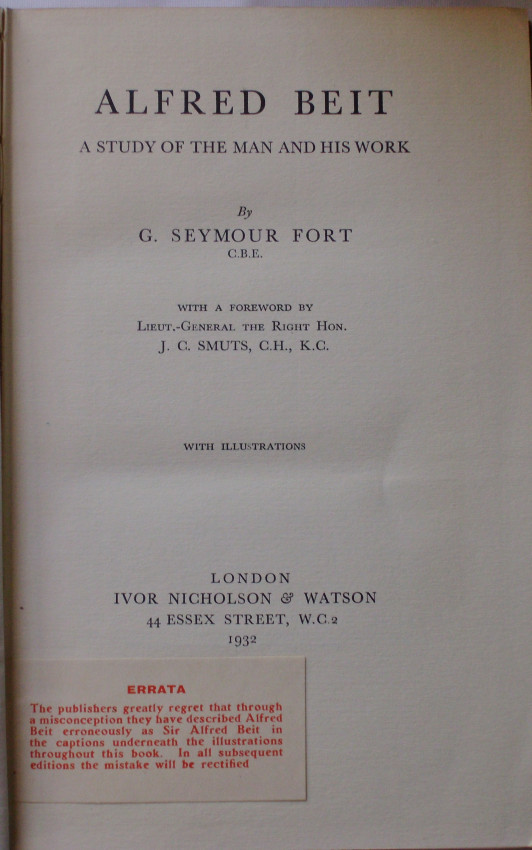 ALFRED BEIT
A STUDY OF THE MAN AND HIS WORK
By
G. SEYMOUR FORT
C.B.E.
WITH A FOREWORD BY
Lieut.-General the Right Hon.
J. C. SMUTS, C.H., K.C.
WITH ILLUSTRATIONS
LONDON
IVOR NICHOLSON & WATSON
44 ESSEX STREET, W.C.2
1932
ERRATA
The publishers greatly regret that through
a misconception they have described Alfred
Beit erroneously as Sir Alfred Beit in
the captions underneath the illustrations
throughout this book. In all subsequent
editions the mistake will be rectified